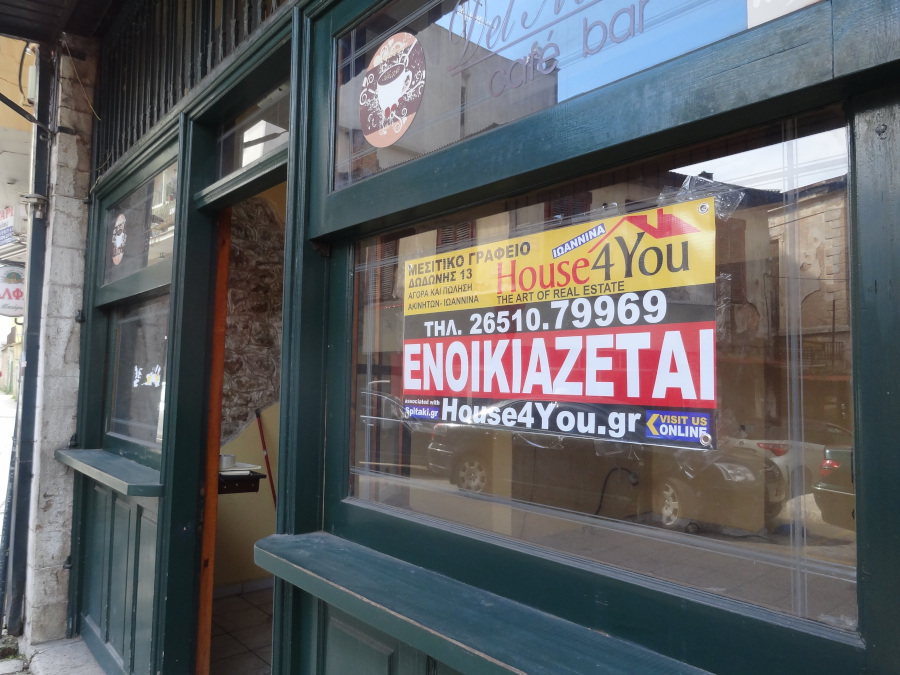 café bar
ΜΕΣΙΤΙΚΟ ΓΡΑΦΕΙΟ
ΔΩΔΩΝΗΣ 13
ΑΓΟΡΑ ΚΑΙ ΠΩΛΗΣΗ
ΑΚΙΝΗΤΩΝ - ΙΩΑΝΝΙΝΑ
ΙΩΑΝΝΙΝΑ
House4You
THE ART OF REAL ESTATE
ΤΗΛ. 26510.79969
ΕΝΟΙΚΙΑΖΕΤΑΙ
associated with
Spitaki.gr
House4You.gr
VISIT US
ONLINE